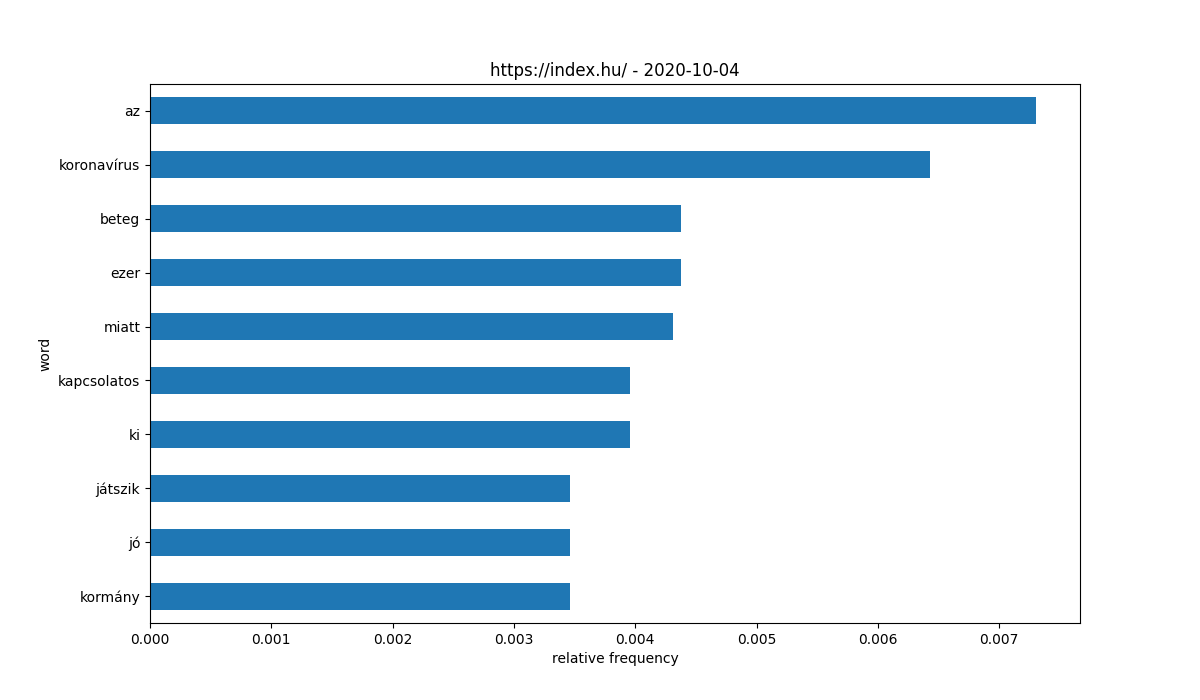 https://index.hu/ - 2020-10-04
az
koronavírus
beteg
ezer
miatt
kapcsolatos
ki
játszik
jó
kormány
word
0.000 0.001 0.002 0.003 0.004 0.005 0.006 0.007
relative frequency